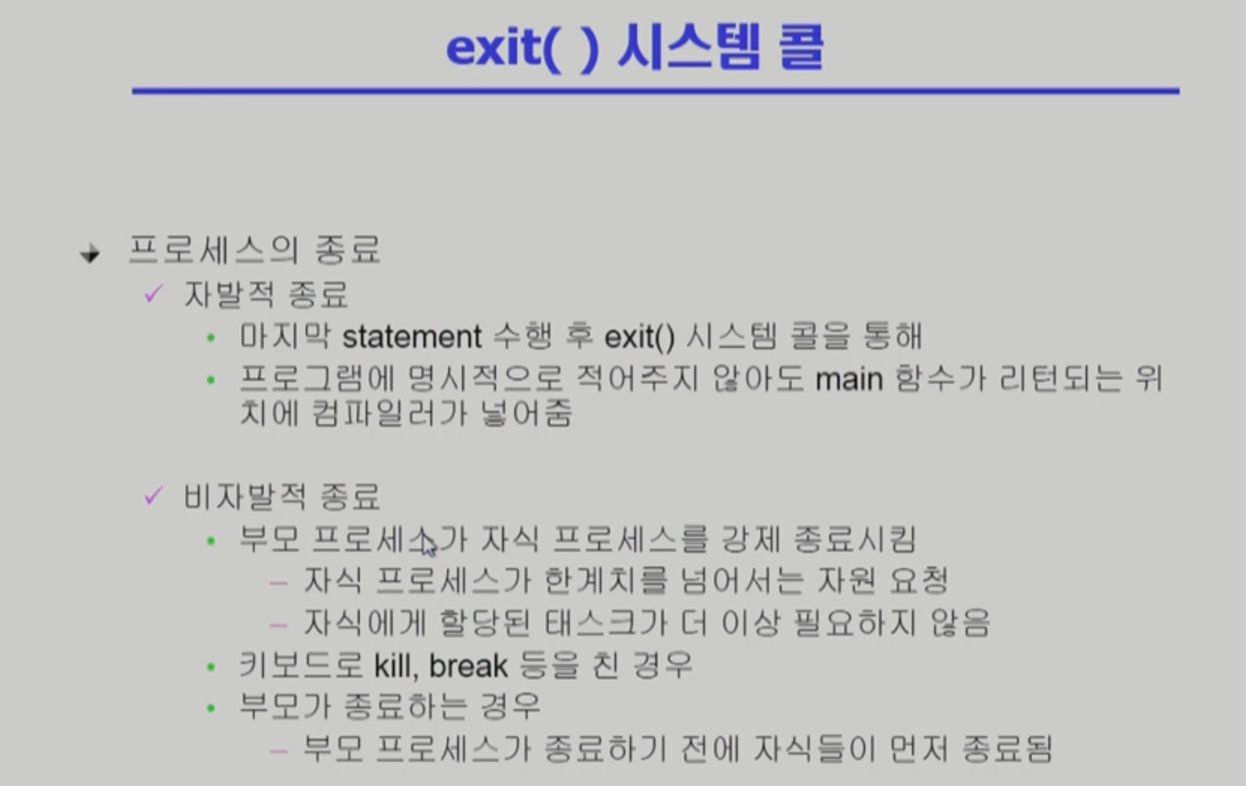 exit( ) 시스템 콜
프로세스의 종료
자발적 종료
마지막 statement 수행 후 exit() 시스템 콜을 통해
프로그램에 명시적으로 적어주지 않아도 main 함수가 리턴되는 위
치에 컴파일러가 넣어줌
비자발적 종료
부모 프로세스가 자식 프로세스를 강제 종료시킴
자식 프로세스가 한계치를 넘어서는 자원 요청
자식에게 할당된 태스크가 더 이상 필요하지 않음
키보드로 kill, break 등을 친 경우
부모가 종료하는 경우
부모 프로세스가 종료하기 전에 자식들이 먼저 종료됨